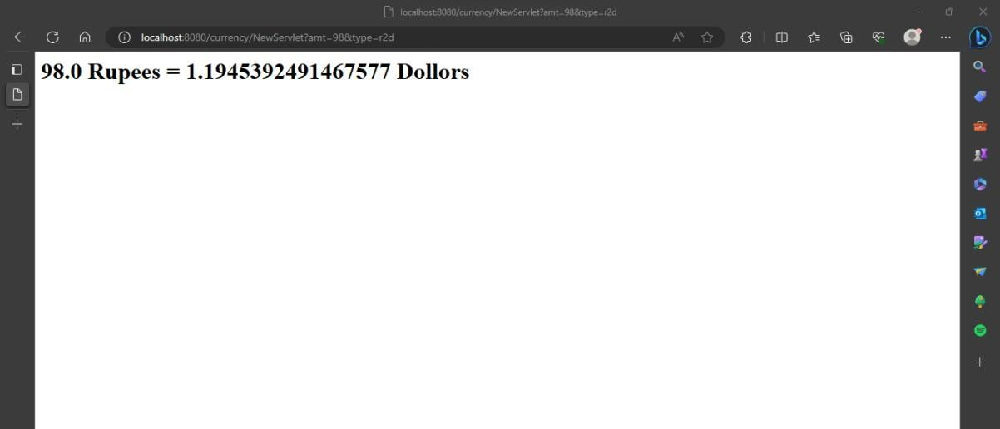 localhost:8080/currency/NewServlet?amt=98&type=r2d
localhost:8080/currency/NewServlet?amt=98&type=r2d
98.0 Rupees = 1.1945392491467577 Dollors